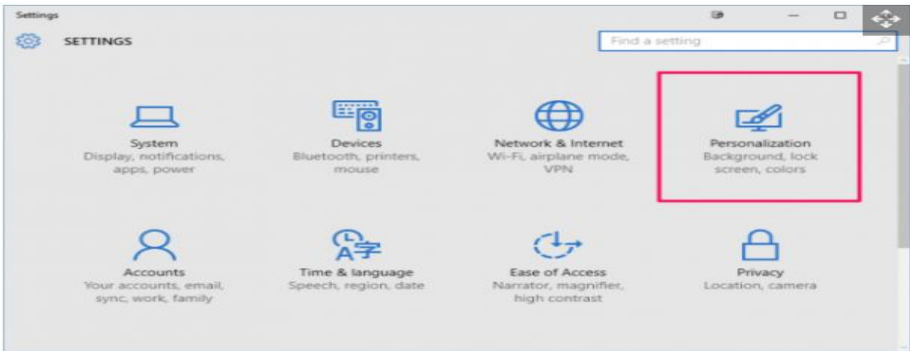 Settings
SETTINGS
Find a setting
System
Display, notifications,
apps, power
Devices
Bluetooth, printers,
mouse
Network & Internet
Wi-Fi, airplane mode,
VPN
Personalization
Background, lock
screen, colors
Accounts
Your accounts, email,
sync, work, family
A字
Time & language
Speech, region, date
Ease of Access
Narrator, magnifier,
high contrast
Privacy
Location, camera